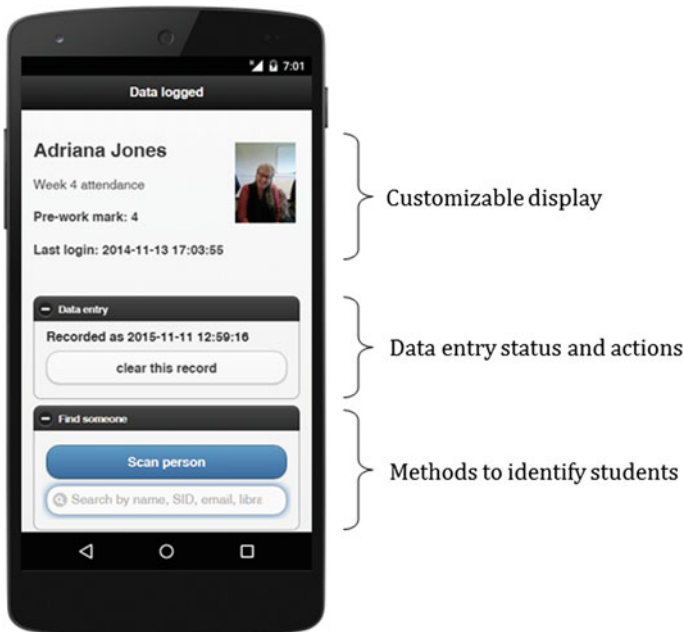 7:01
Data logged
Adriana Jones
Week 4 attendance
Pre-work mark: 4
Last login: 2014-11-13 17:03:55
Customizable display
Data entry
Recorded as 2015-11-11 12:59:16
clear this record
Data entry status and actions
Find someone
Scan person
Search by name, SID, email, libra
Methods to identify students